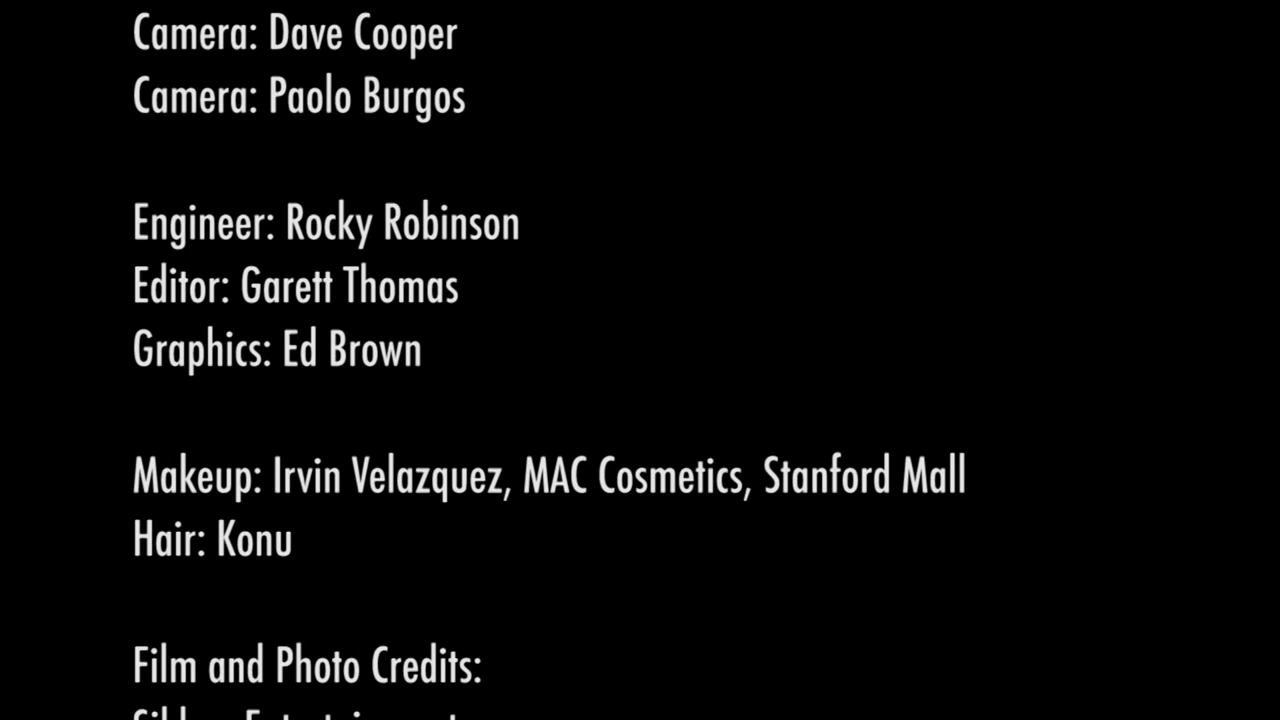 Camera: Dave Cooper
Camera: Paolo Burgos
Engineer: Rocky Robinson
Editor: Garett Thomas
Graphics: Ed Brown
Makeup: Irvin Velazquez, MAC Cosmetics, Stanford Mall
Hair: Konu
Film and Photo Credits: